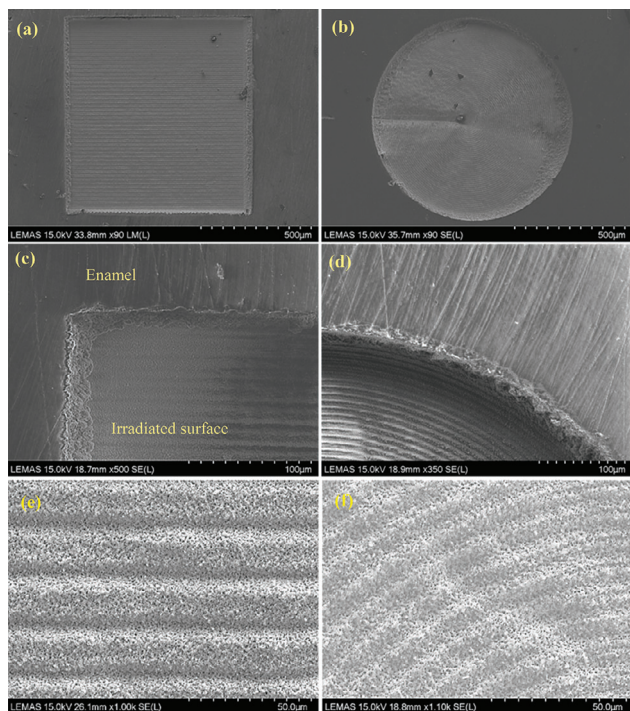 (a)
LEMAS 15.0kV 33.8mm x90 LM(L) 500µm
(b)
LEMAS 15.0kV 35.7mm x90 SE(L) 500µm
(c)
Enamel
Irradiated surface
LEMAS 15.0kV 18.7mm x500 SE(L) 100µm
(d)
LEMAS 15.0kV 18.9mm x350 SE(L) 100µm
(e)
LEMAS 15.0kV 26.1mm x1.00k SE(L) 50.0µm
(f)
LEMAS 15.0kV 18.8mm x1.10k SE(L) 50.0µm